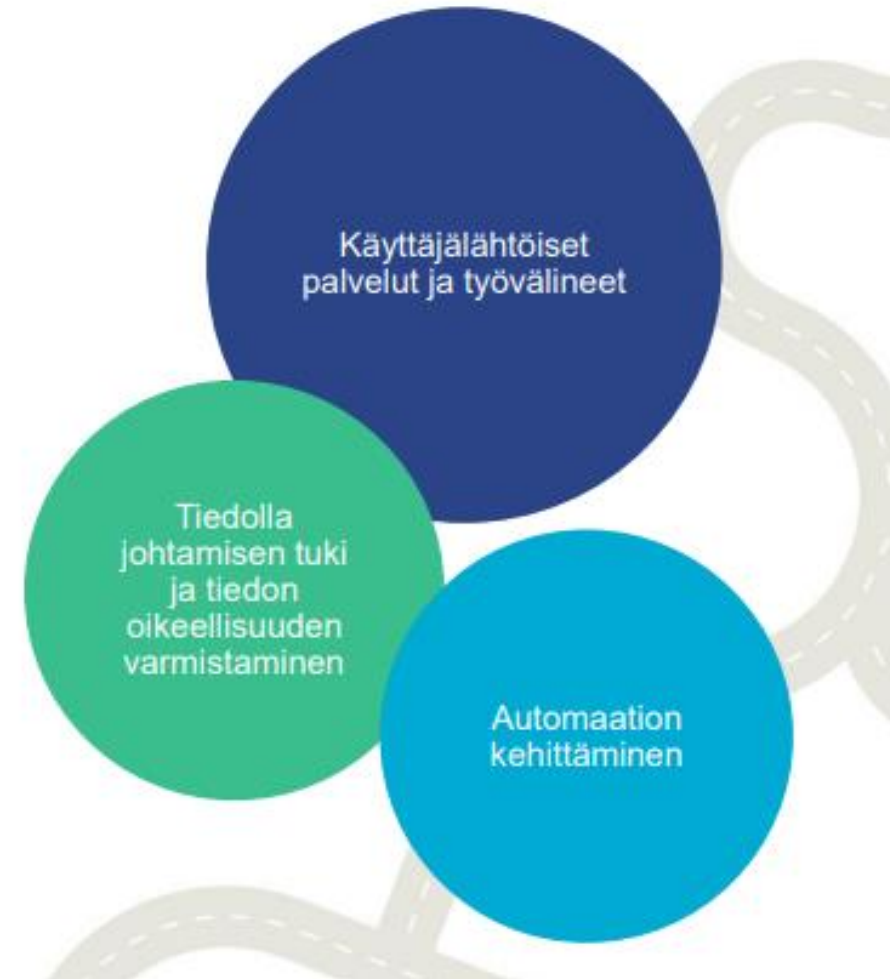 Käyttäjälähtöiset
palvelut ja työvälineet
Tiedolla
johtamisen tuki
ja tiedon
oikeellisuuden
varmistaminen
Automaation
kehittäminen